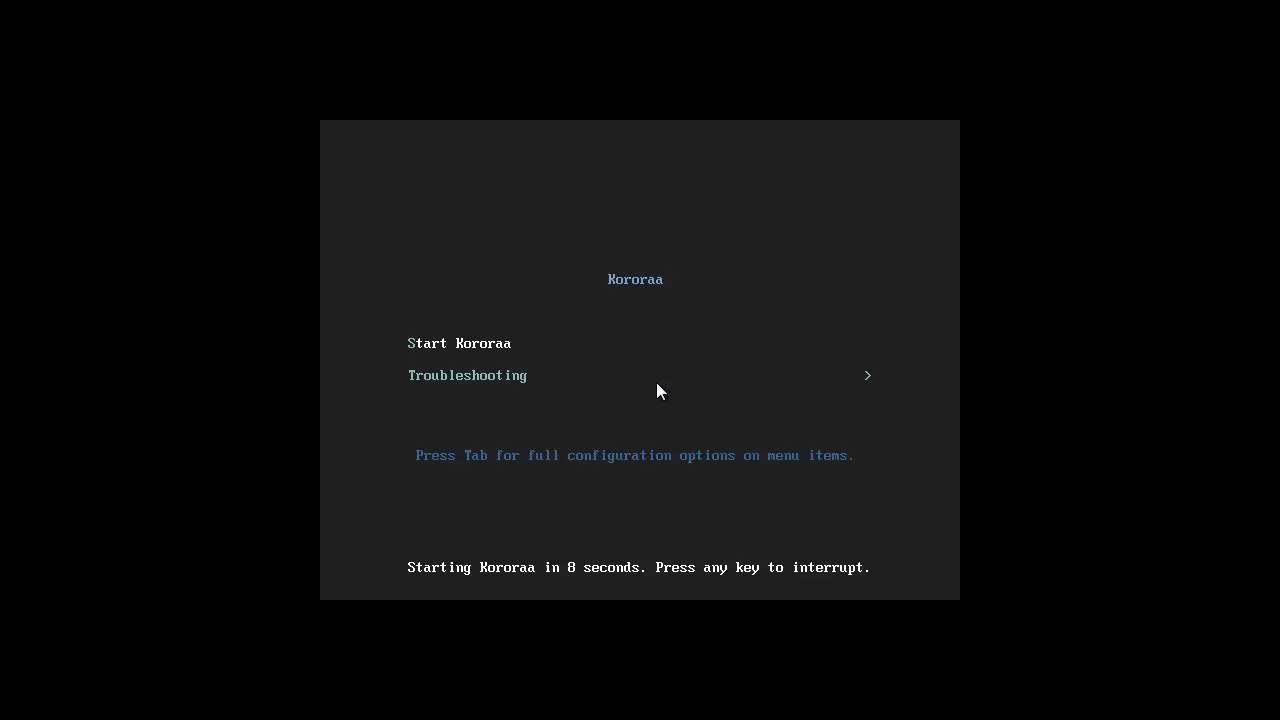 Kororaa
Start Kororaa
Troubleshooting >
Press Tab for full configuration options on menu items.
Starting Kororaa in 8 seconds. Press any key to interrupt.